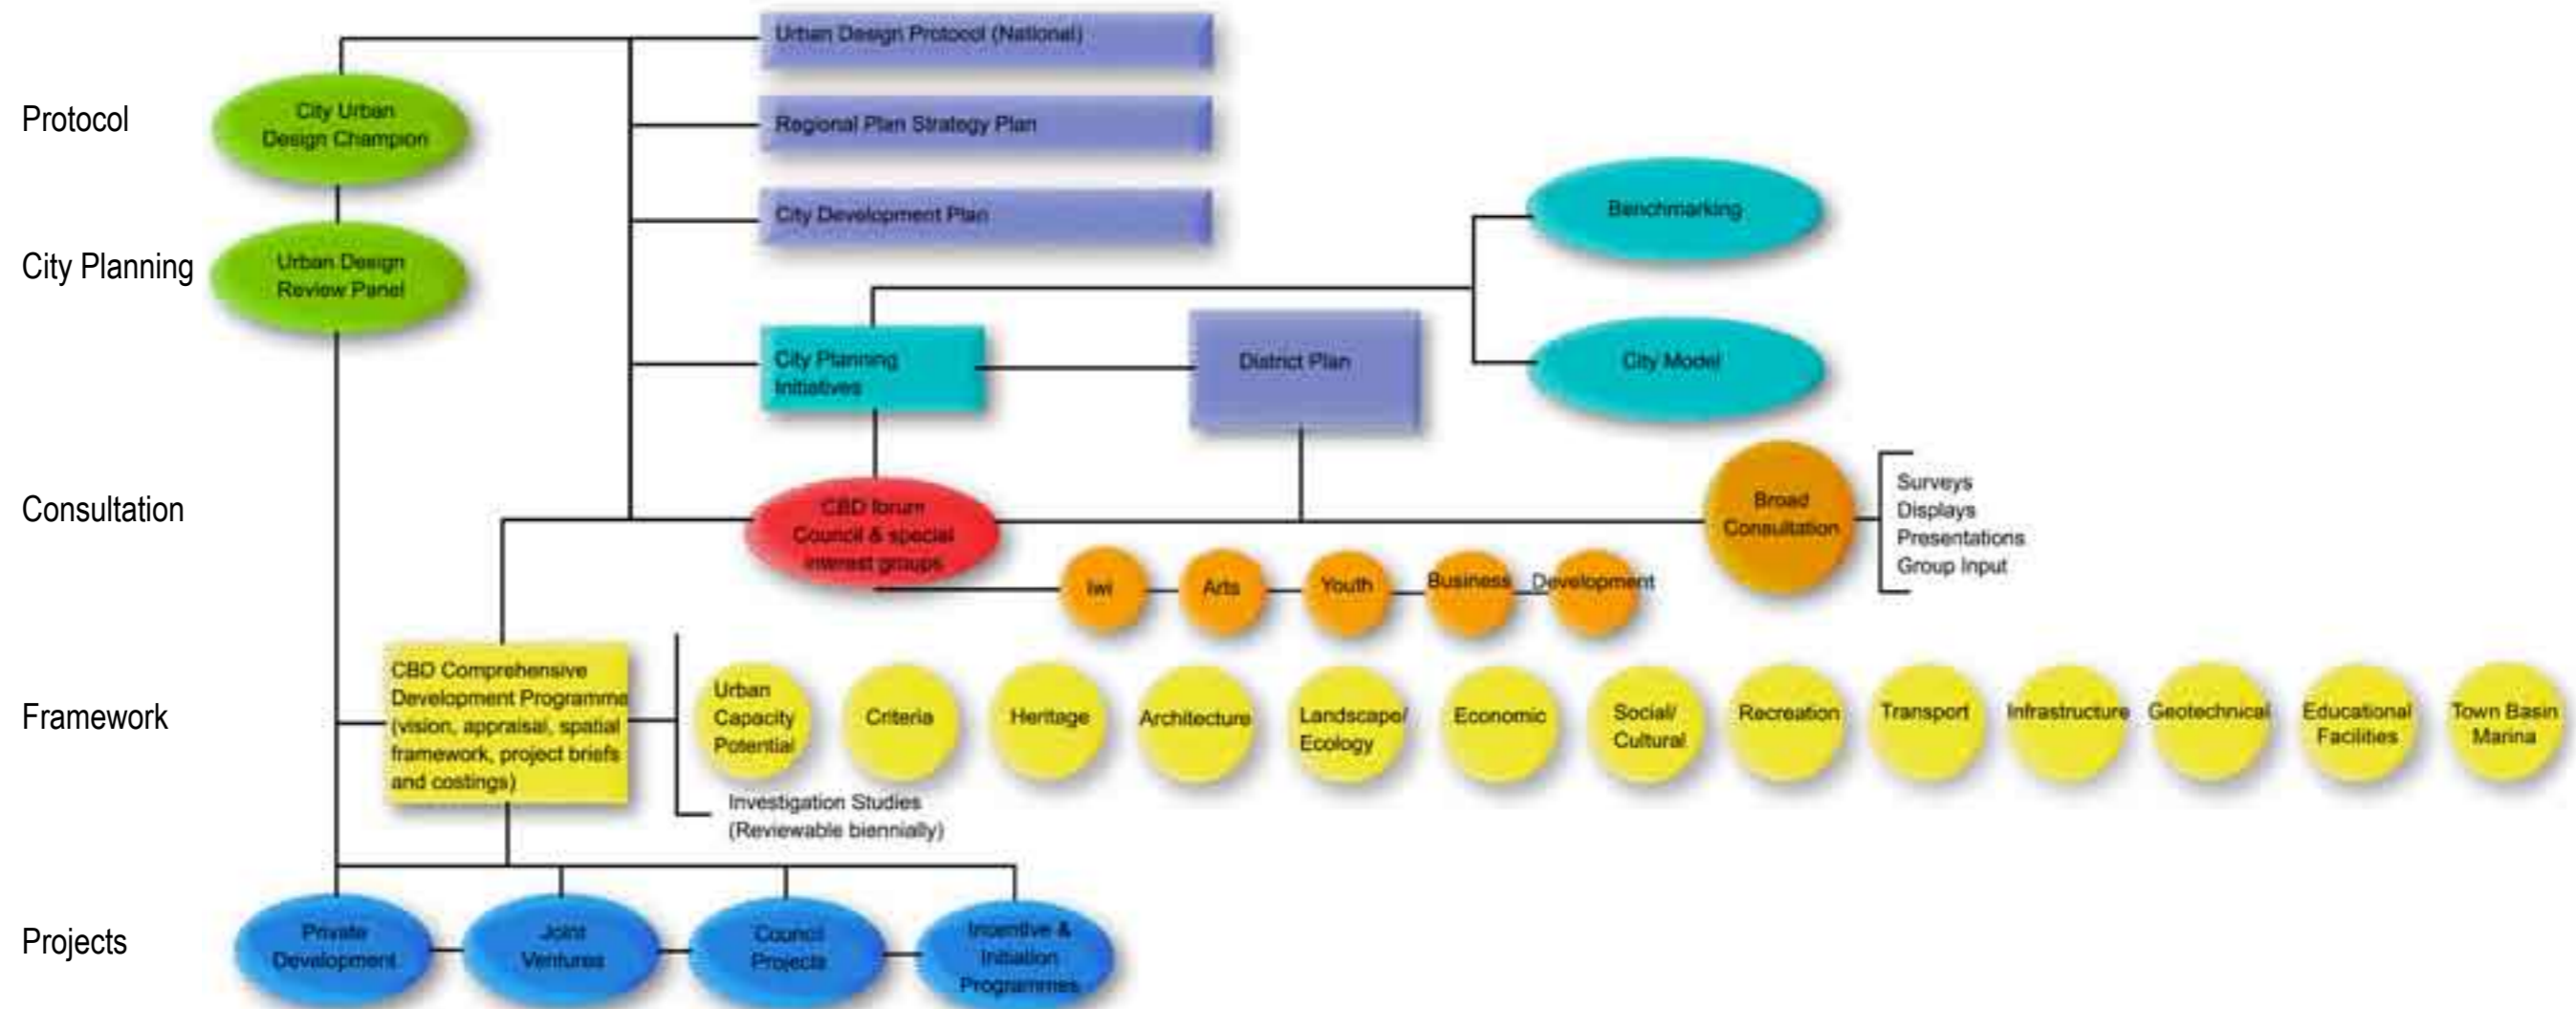 Urban Design Protocol (National)
Protocol
City Urban
Design Champion
Regional Plan Strategy Plan
City Development Plan
Benchmarking
City Planning
Urban Design
Review Panel
City Planning
Initiatives
District Plan
City Model
Consultation
CBD forum
Council & special
interest groups
Broad
Consultation
Surveys
Displays
Presentations
Group Input
Iwi
Arts
Youth
Business
Development
Framework
CBD Comprehensive
Development Programme
(vision, appraisal, spatial
framework, project briefs
and costings)
Urban
Capacity
Potential
Criteria
Heritage
Architecture
Landscape/
Ecology
Economic
Social/
Cultural
Recreation
Transport
Infrastructure
Geotechnical
Educational
Facilities
Town Basin
Marina
Investigation Studies
(Reviewable biennially)
Projects
Private
Development
Joint
Ventures
Council
Projects
Incentive &
Initiation
Programmes